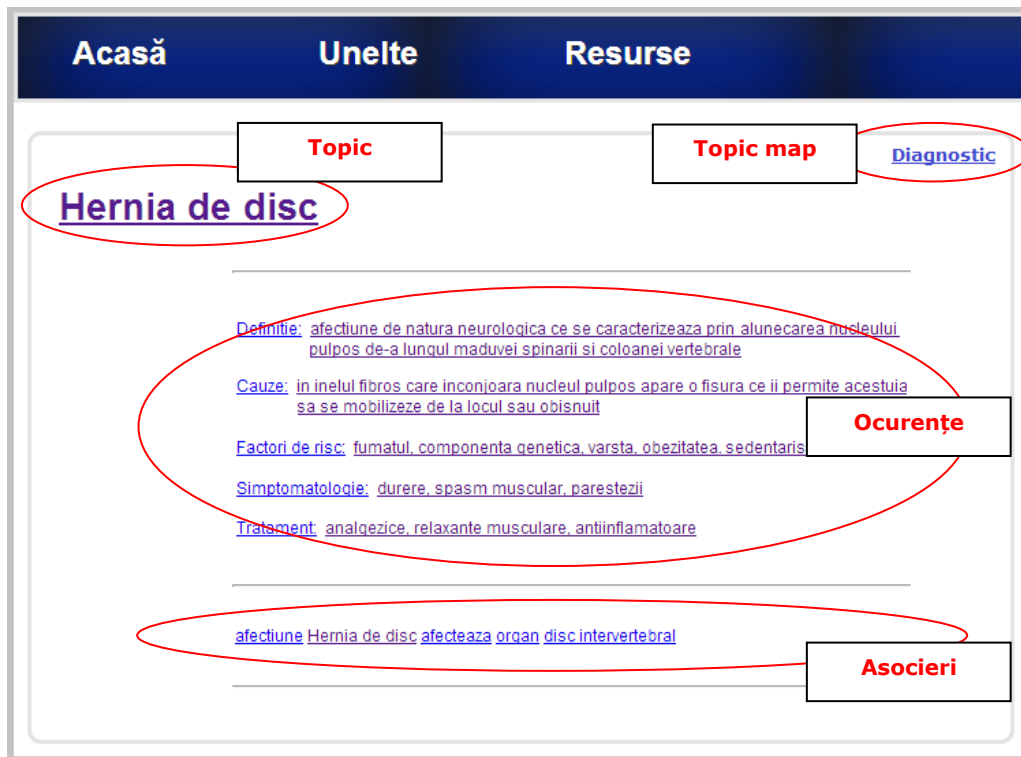 Acasă Unelte Resurse
Topic
Topic map
Diagnostic
Hernia de disc
Definitie: afectiune de natura neurologica ce se caracterizeaza prin alunecarea nucleului
pulpos de-a lungul maduvei spinarii si coloanei vertebrale
Cauze: in inelul fibros care inconjoara nucleul pulpos apare o fisura ce ii permite acestuia
sa se mobilizeze de la locul sau obisnuit
Ocurențe
Factori de risc: fumatul, componenta genetica, varsta, obezitatea. sedentaris
Simptomatologie: durere, spasm muscular, parestezii
Tratament: analgezice, relaxante musculare, antiinflamatoare
afectiune Hernia de disc afecteaza organ disc intervertebral
Asocieri